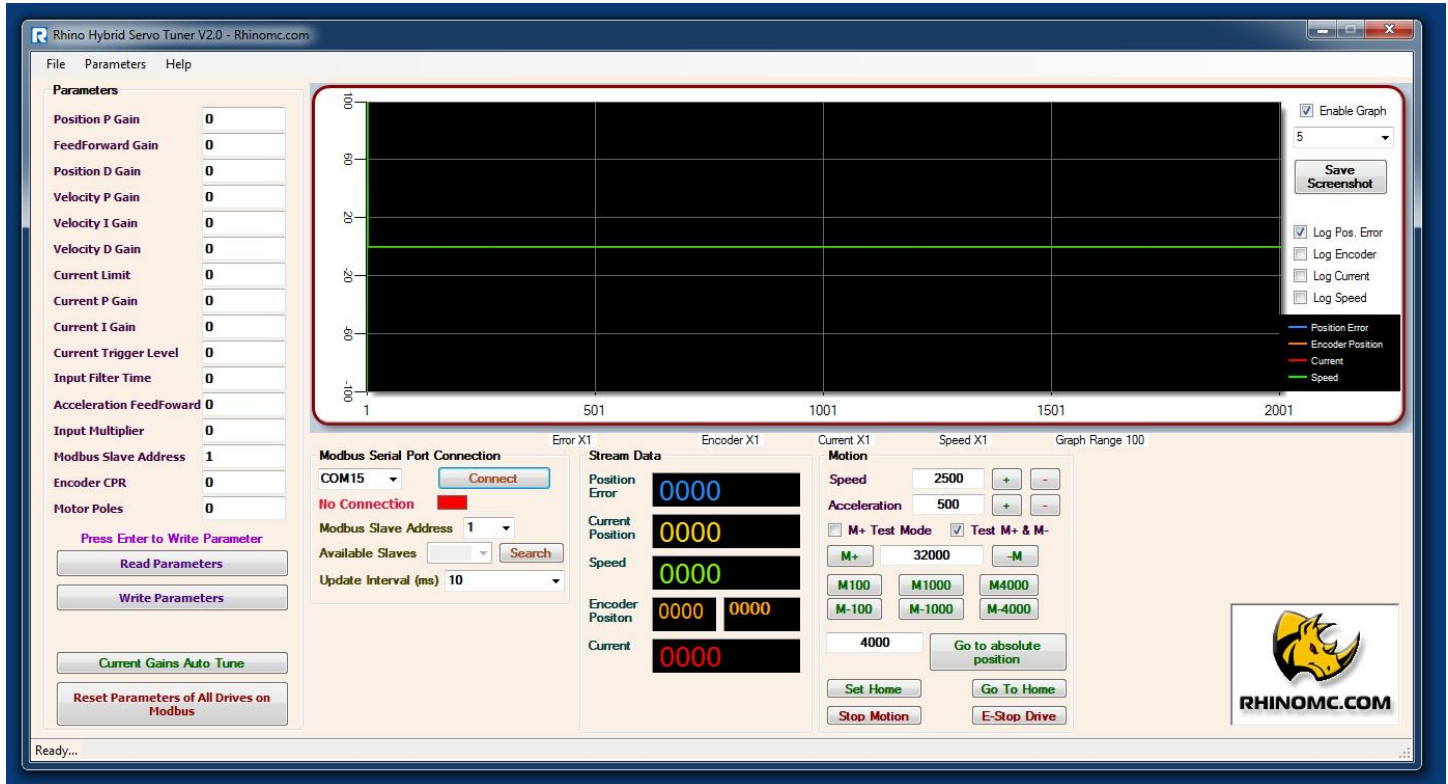 Rhino Hybrid Servo Tuner V2.0 - Rhinomc.com
File Parameters Help
Parameters
Position P Gain 0
FeedForward Gain 0
Position D Gain 0
Velocity P Gain 0
Velocity I Gain 0
Velocity D Gain 0
Current Limit 0
Current P Gain 0
Current I Gain 0
Current Trigger Level 0
Input Filter Time 0
Acceleration FeedFoward 0
Input Multiplier 0
Modbus Slave Address 1
Encoder CPR 0
Motor Poles 0
Press Enter to Write Parameter
Read Parameters
Write Parameters
Current Gains Auto Tune
Reset Parameters of All Drives on
Modbus
100
60
20
-20
-60
-100
1 501 1001 1501 2001
Enable Graph
5
Save
Screenshot
Log Pos. Error
Log Encoder
Log Current
Log Speed
Position Error
Encoder Position
Current
Speed
Error X1 Encoder X1 Current X1 Speed X1 Graph Range 100
Modbus Serial Port Connection
COM15 Connect
No Connection
Modbus Slave Address 1
Available Slaves Search
Update Interval (ms) 10
Stream Data
Position
Error 0000
Current
Position 0000
Speed 0000
Encoder
Positon 0000 0000
Current 0000
Motion
Speed 2500 + -
Acceleration 500 + -
M+ Test Mode Test M+ & M-
M+ 32000 -M
M100 M1000 M4000
M-100 M-1000 M-4000
4000 Go to absolute
position
Set Home Go To Home
Stop Motion E-Stop Drive
RHINOMC.COM
Ready...